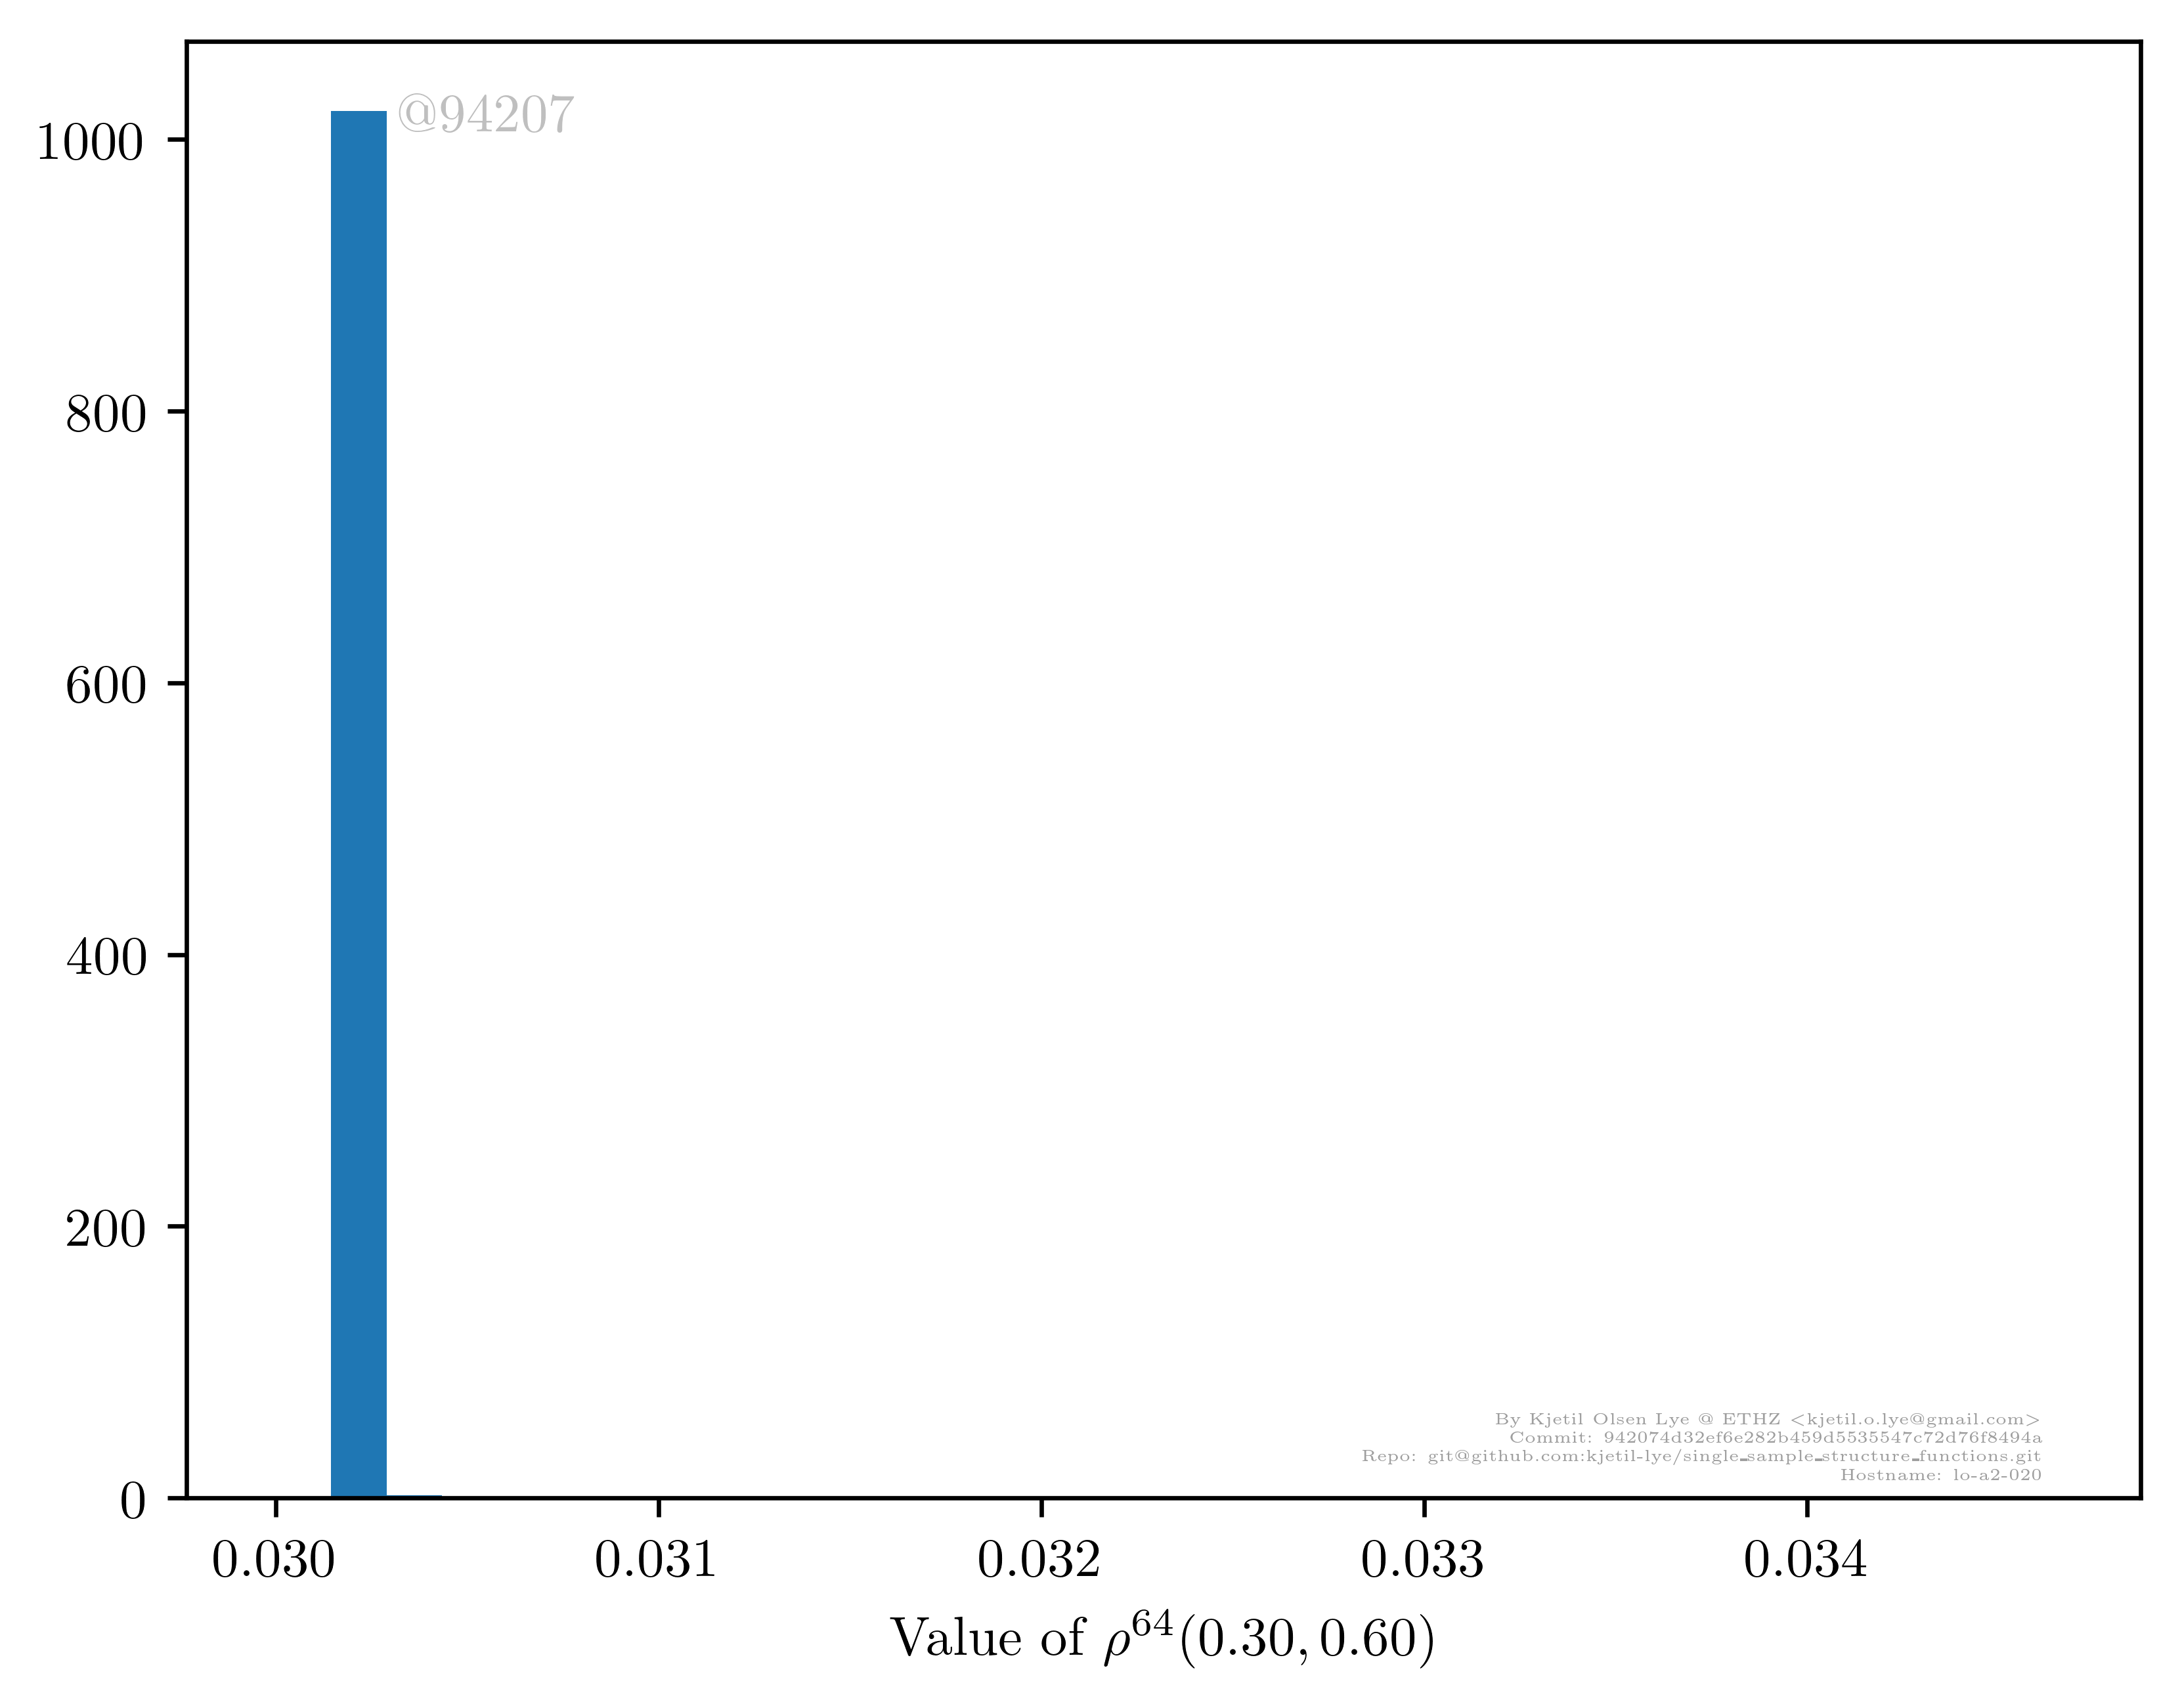 @94207
1000
800
600
400
200
0
By Kjetil Olsen Lye @ ETHZ <kjetil.o.lye@gmail.com>
Commit: 942074d32ef6e282b459d5535547c72d76f8494a
Repo: git@github.com:kjetil-lye/single_sample_structure_functions.git
Hostname: lo-a2-020
0.030 0.031 0.032 0.033 0.034
Value of ρ^64(0.30, 0.60)